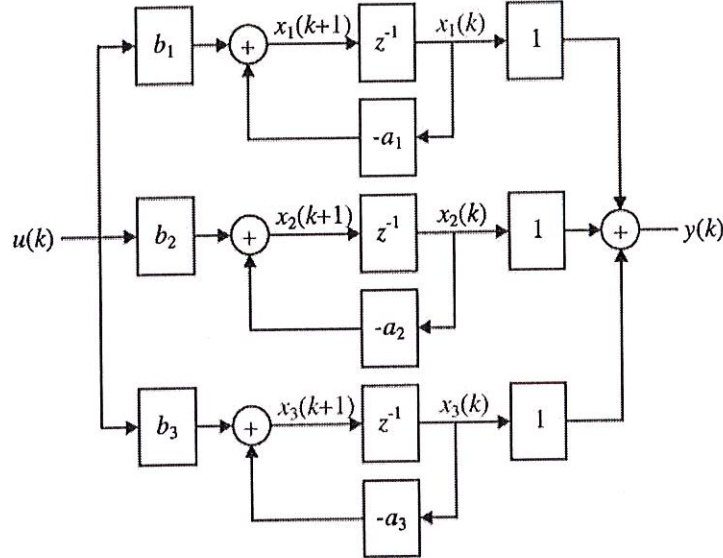 b₁ + x₁(k+1) z⁻¹ x₁(k) 1
-a₁
u(k) b₂ + x₂(k+1) z⁻¹ x₂(k) 1 + y(k)
-a₂
b₃ + x₃(k+1) z⁻¹ x₃(k) 1
-a₃